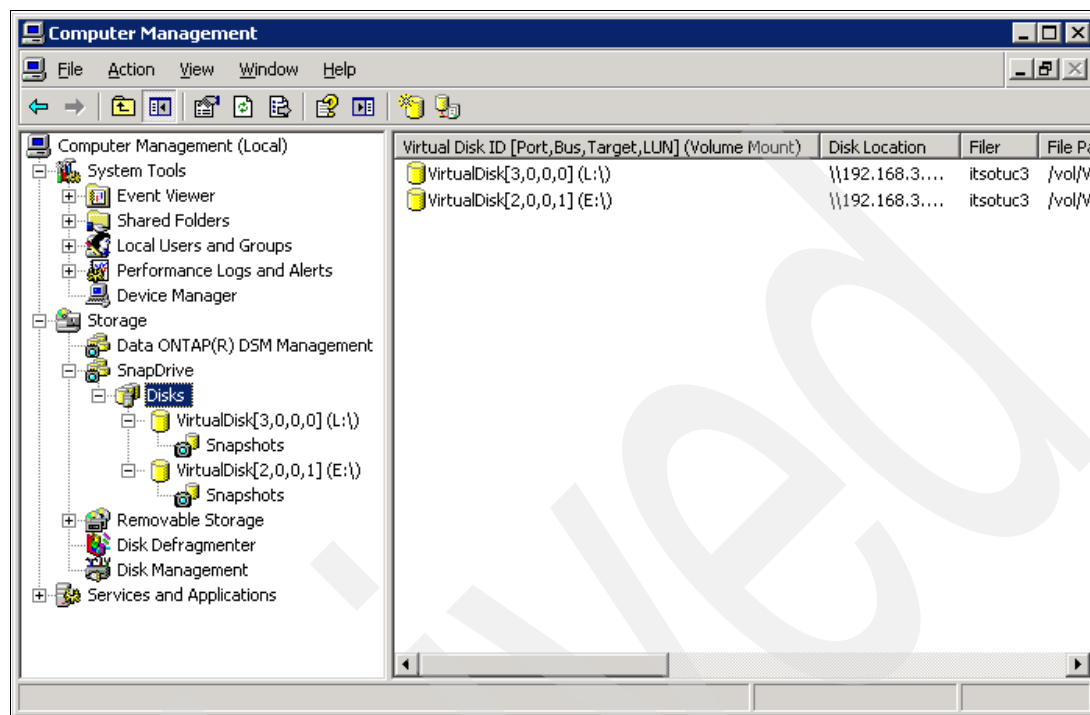 Computer Management
File Action View Window Help
Computer Management (Local)
System Tools
Event Viewer
Shared Folders
Local Users and Groups
Performance Logs and Alerts
Device Manager
Storage
Data ONTAP(R) DSM Management
SnapDrive
Disks
VirtualDisk[3,0,0,0] (L:\)
Snapshots
VirtualDisk[2,0,0,1] (E:\)
Snapshots
Removable Storage
Disk Defragmenter
Disk Management
Services and Applications
Virtual Disk ID [Port,Bus,Target,LUN] (Volume Mount) Disk Location Filer File
VirtualDisk[3,0,0,0] (L:\) \\192.168.3.... itsotuc3 /vol/V
VirtualDisk[2,0,0,1] (E:\) \\192.168.3.... itsotuc3 /vol/V